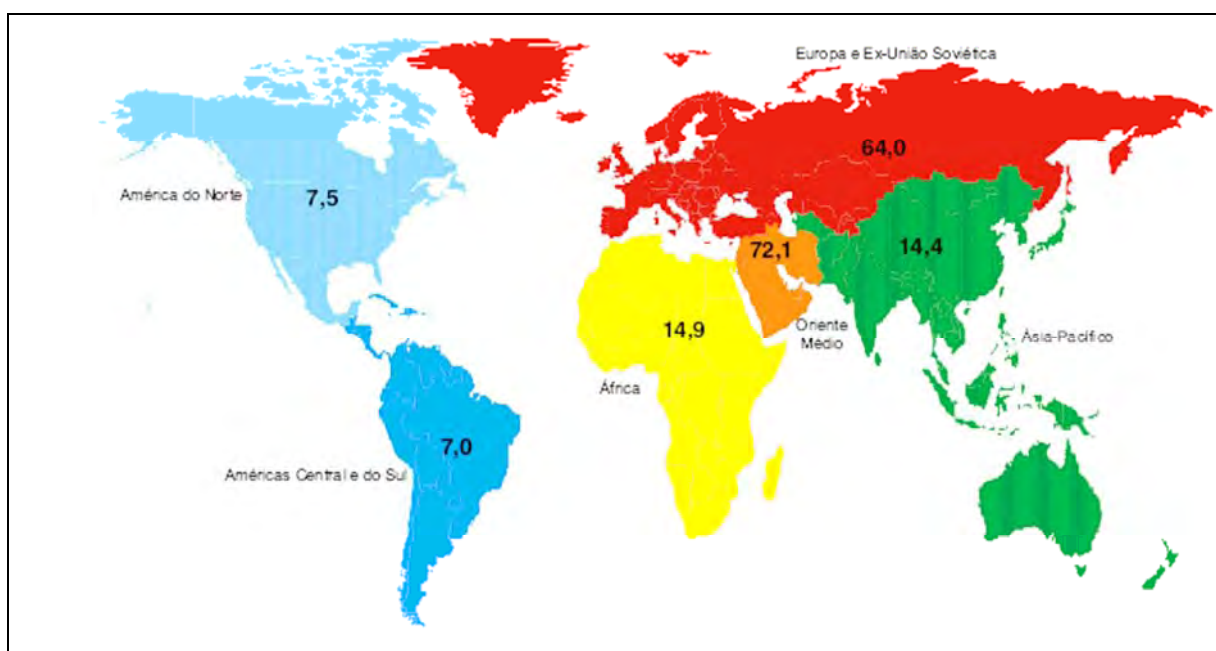 Europa e Ex-União Soviética
64,0
América do Norte
7,5
72,1
14,4
Oriente
Médio
14,9
Ásia-Pacífico
África
7,0
Américas Central e do Sul